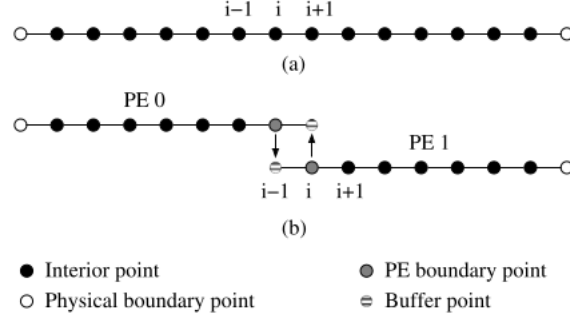 i−1 i i+1
(a)
PE 0
PE 1
i−1 i i+1
(b)
Interior point
PE boundary point
Physical boundary point
Buffer point